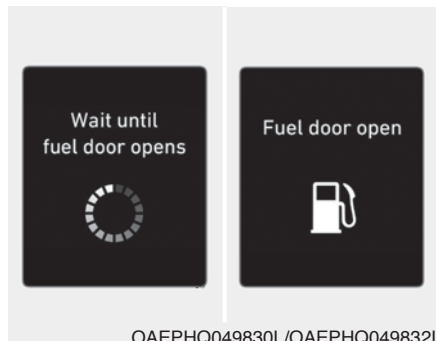 Wait until
fuel door opens
Fuel door open
OAEPHQ049830L/OAEPHQ049832L